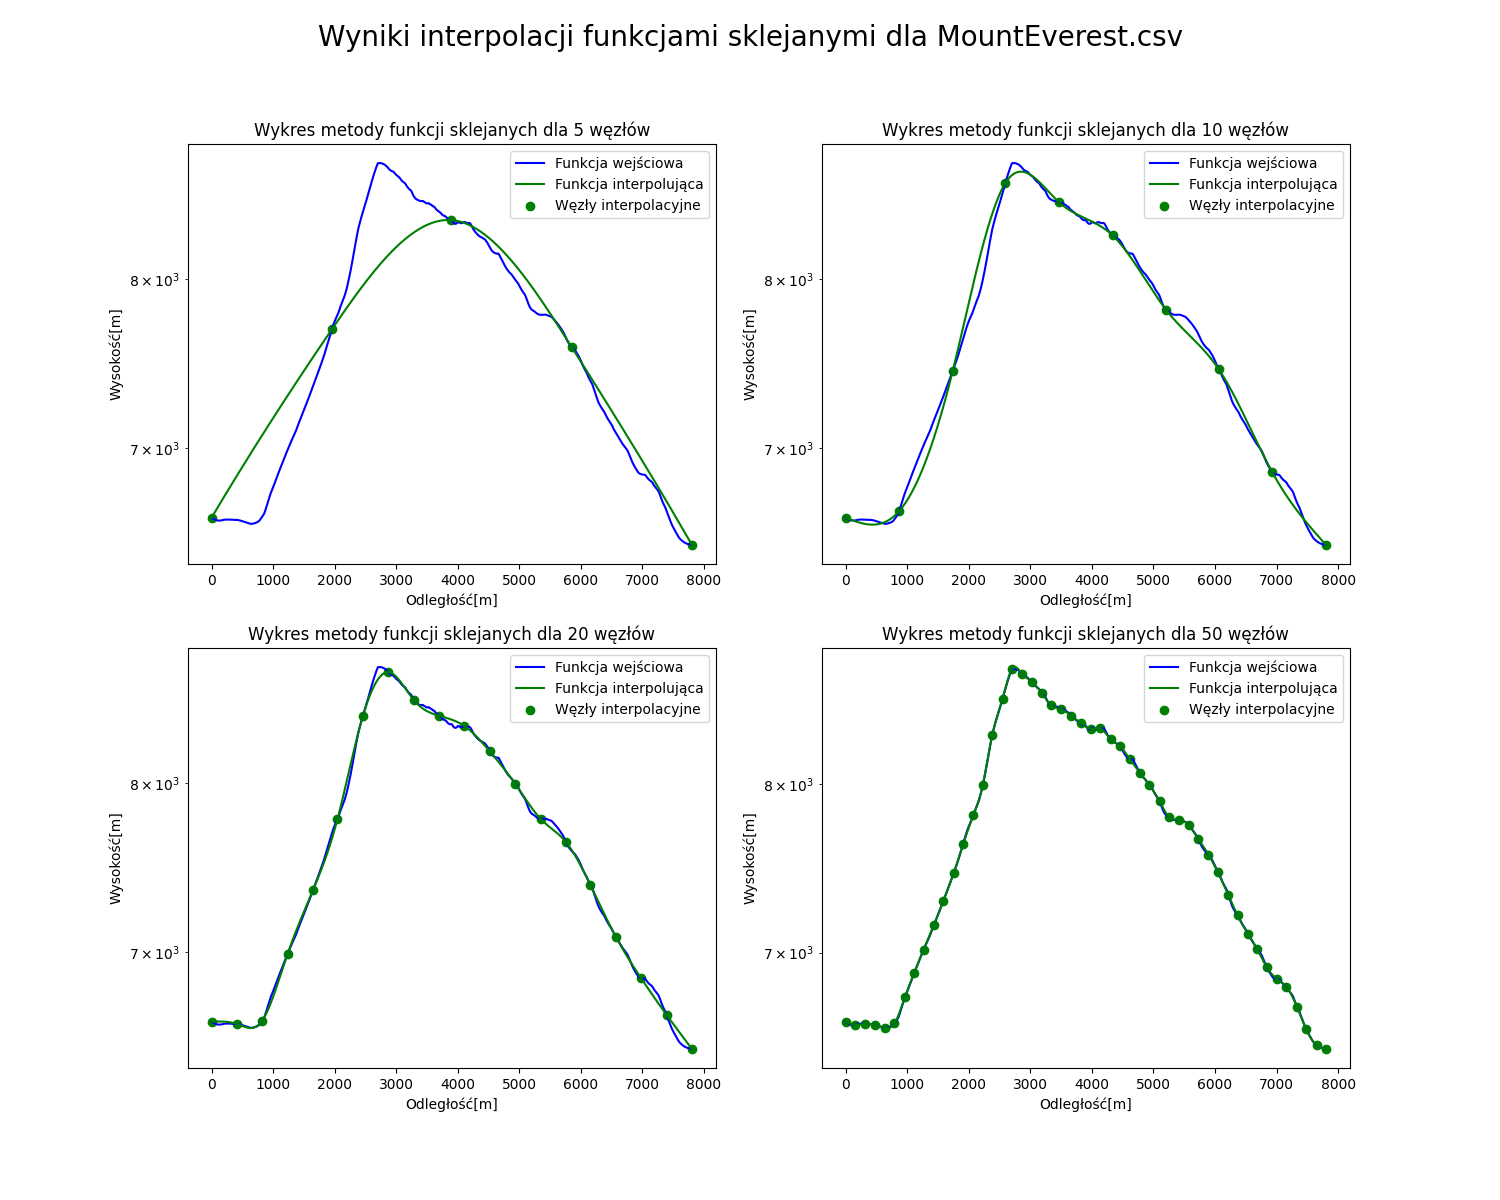 Wyniki interpolacji funkcjami sklejanymi dla MountEverest.csv
Wykres metody funkcji sklejanych dla 5 węzłów
Funkcja wejściowa
Funkcja interpolująca
Węzły interpolacyjne
8 × 10³
7 × 10³
Wysokość[m]
0 1000 2000 3000 4000 5000 6000 7000 8000
Odległość[m]
Wykres metody funkcji sklejanych dla 10 węzłów
Funkcja wejściowa
Funkcja interpolująca
Węzły interpolacyjne
8 × 10³
7 × 10³
Wysokość[m]
0 1000 2000 3000 4000 5000 6000 7000 8000
Odległość[m]
Wykres metody funkcji sklejanych dla 20 węzłów
Funkcja wejściowa
Funkcja interpolująca
Węzły interpolacyjne
8 × 10³
7 × 10³
Wysokość[m]
0 1000 2000 3000 4000 5000 6000 7000 8000
Odległość[m]
Wykres metody funkcji sklejanych dla 50 węzłów
Funkcja wejściowa
Funkcja interpolująca
Węzły interpolacyjne
8 × 10³
7 × 10³
Wysokość[m]
0 1000 2000 3000 4000 5000 6000 7000 8000
Odległość[m]